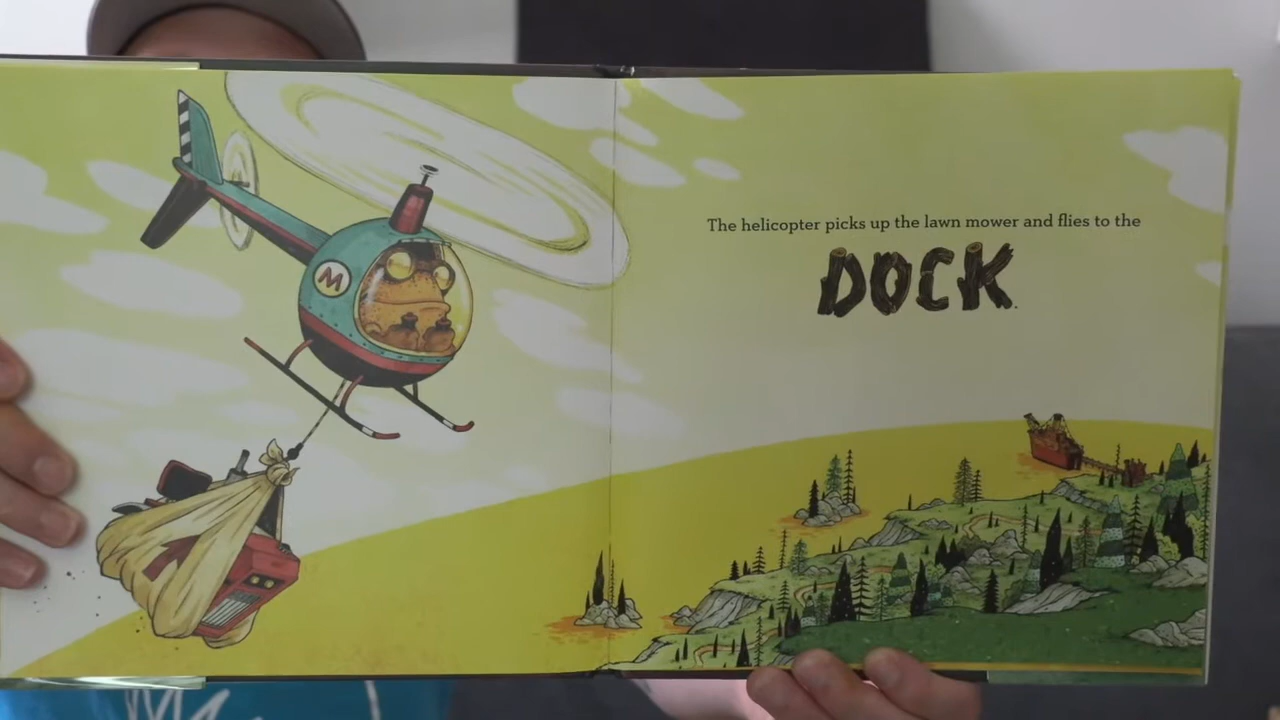 M
The helicopter picks up the lawn mower and flies to the
DOCK.